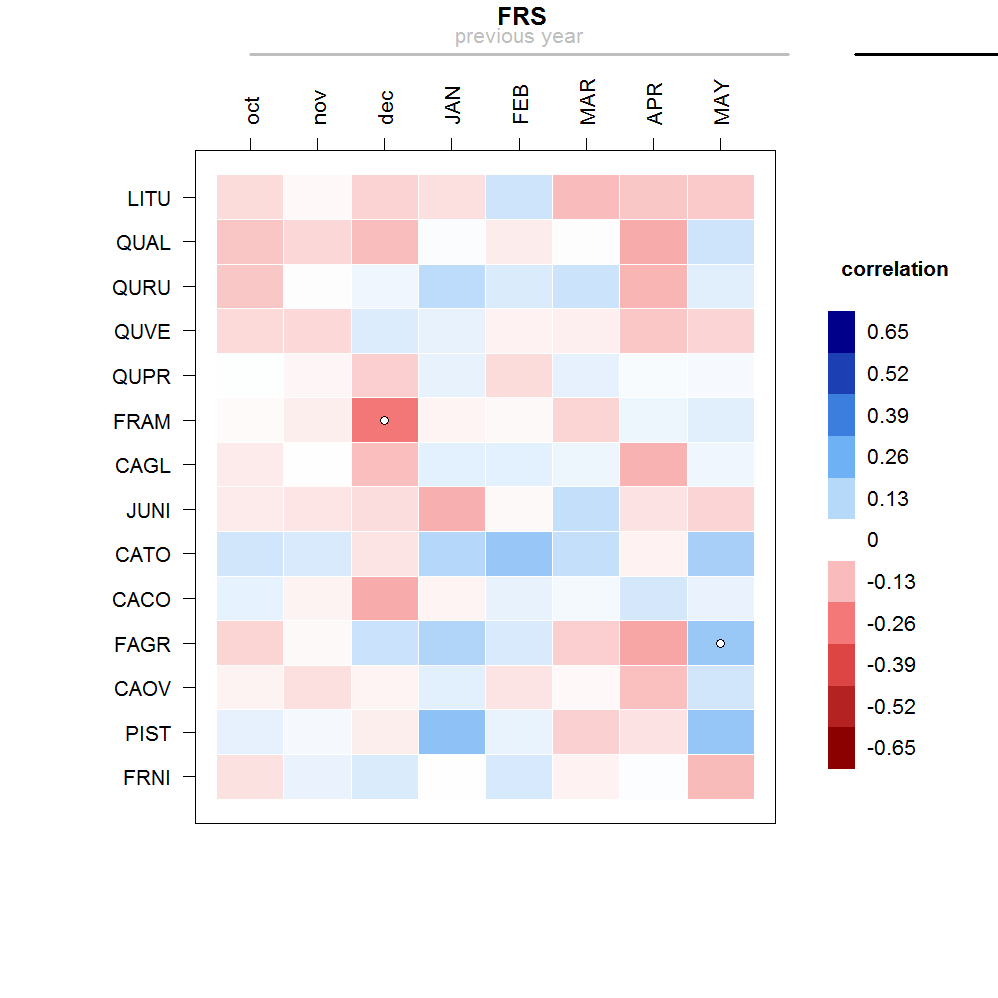 FRS
previous year
oct nov dec JAN FEB MAR APR MAY
LITU
QUAL
QURU
QUVE
QUPR
FRAM
CAGL
JUNI
CATO
CACO
FAGR
CAOV
PIST
FRNI
correlation
0.65
0.52
0.39
0.26
0.13
0
-0.13
-0.26
-0.39
-0.52
-0.65